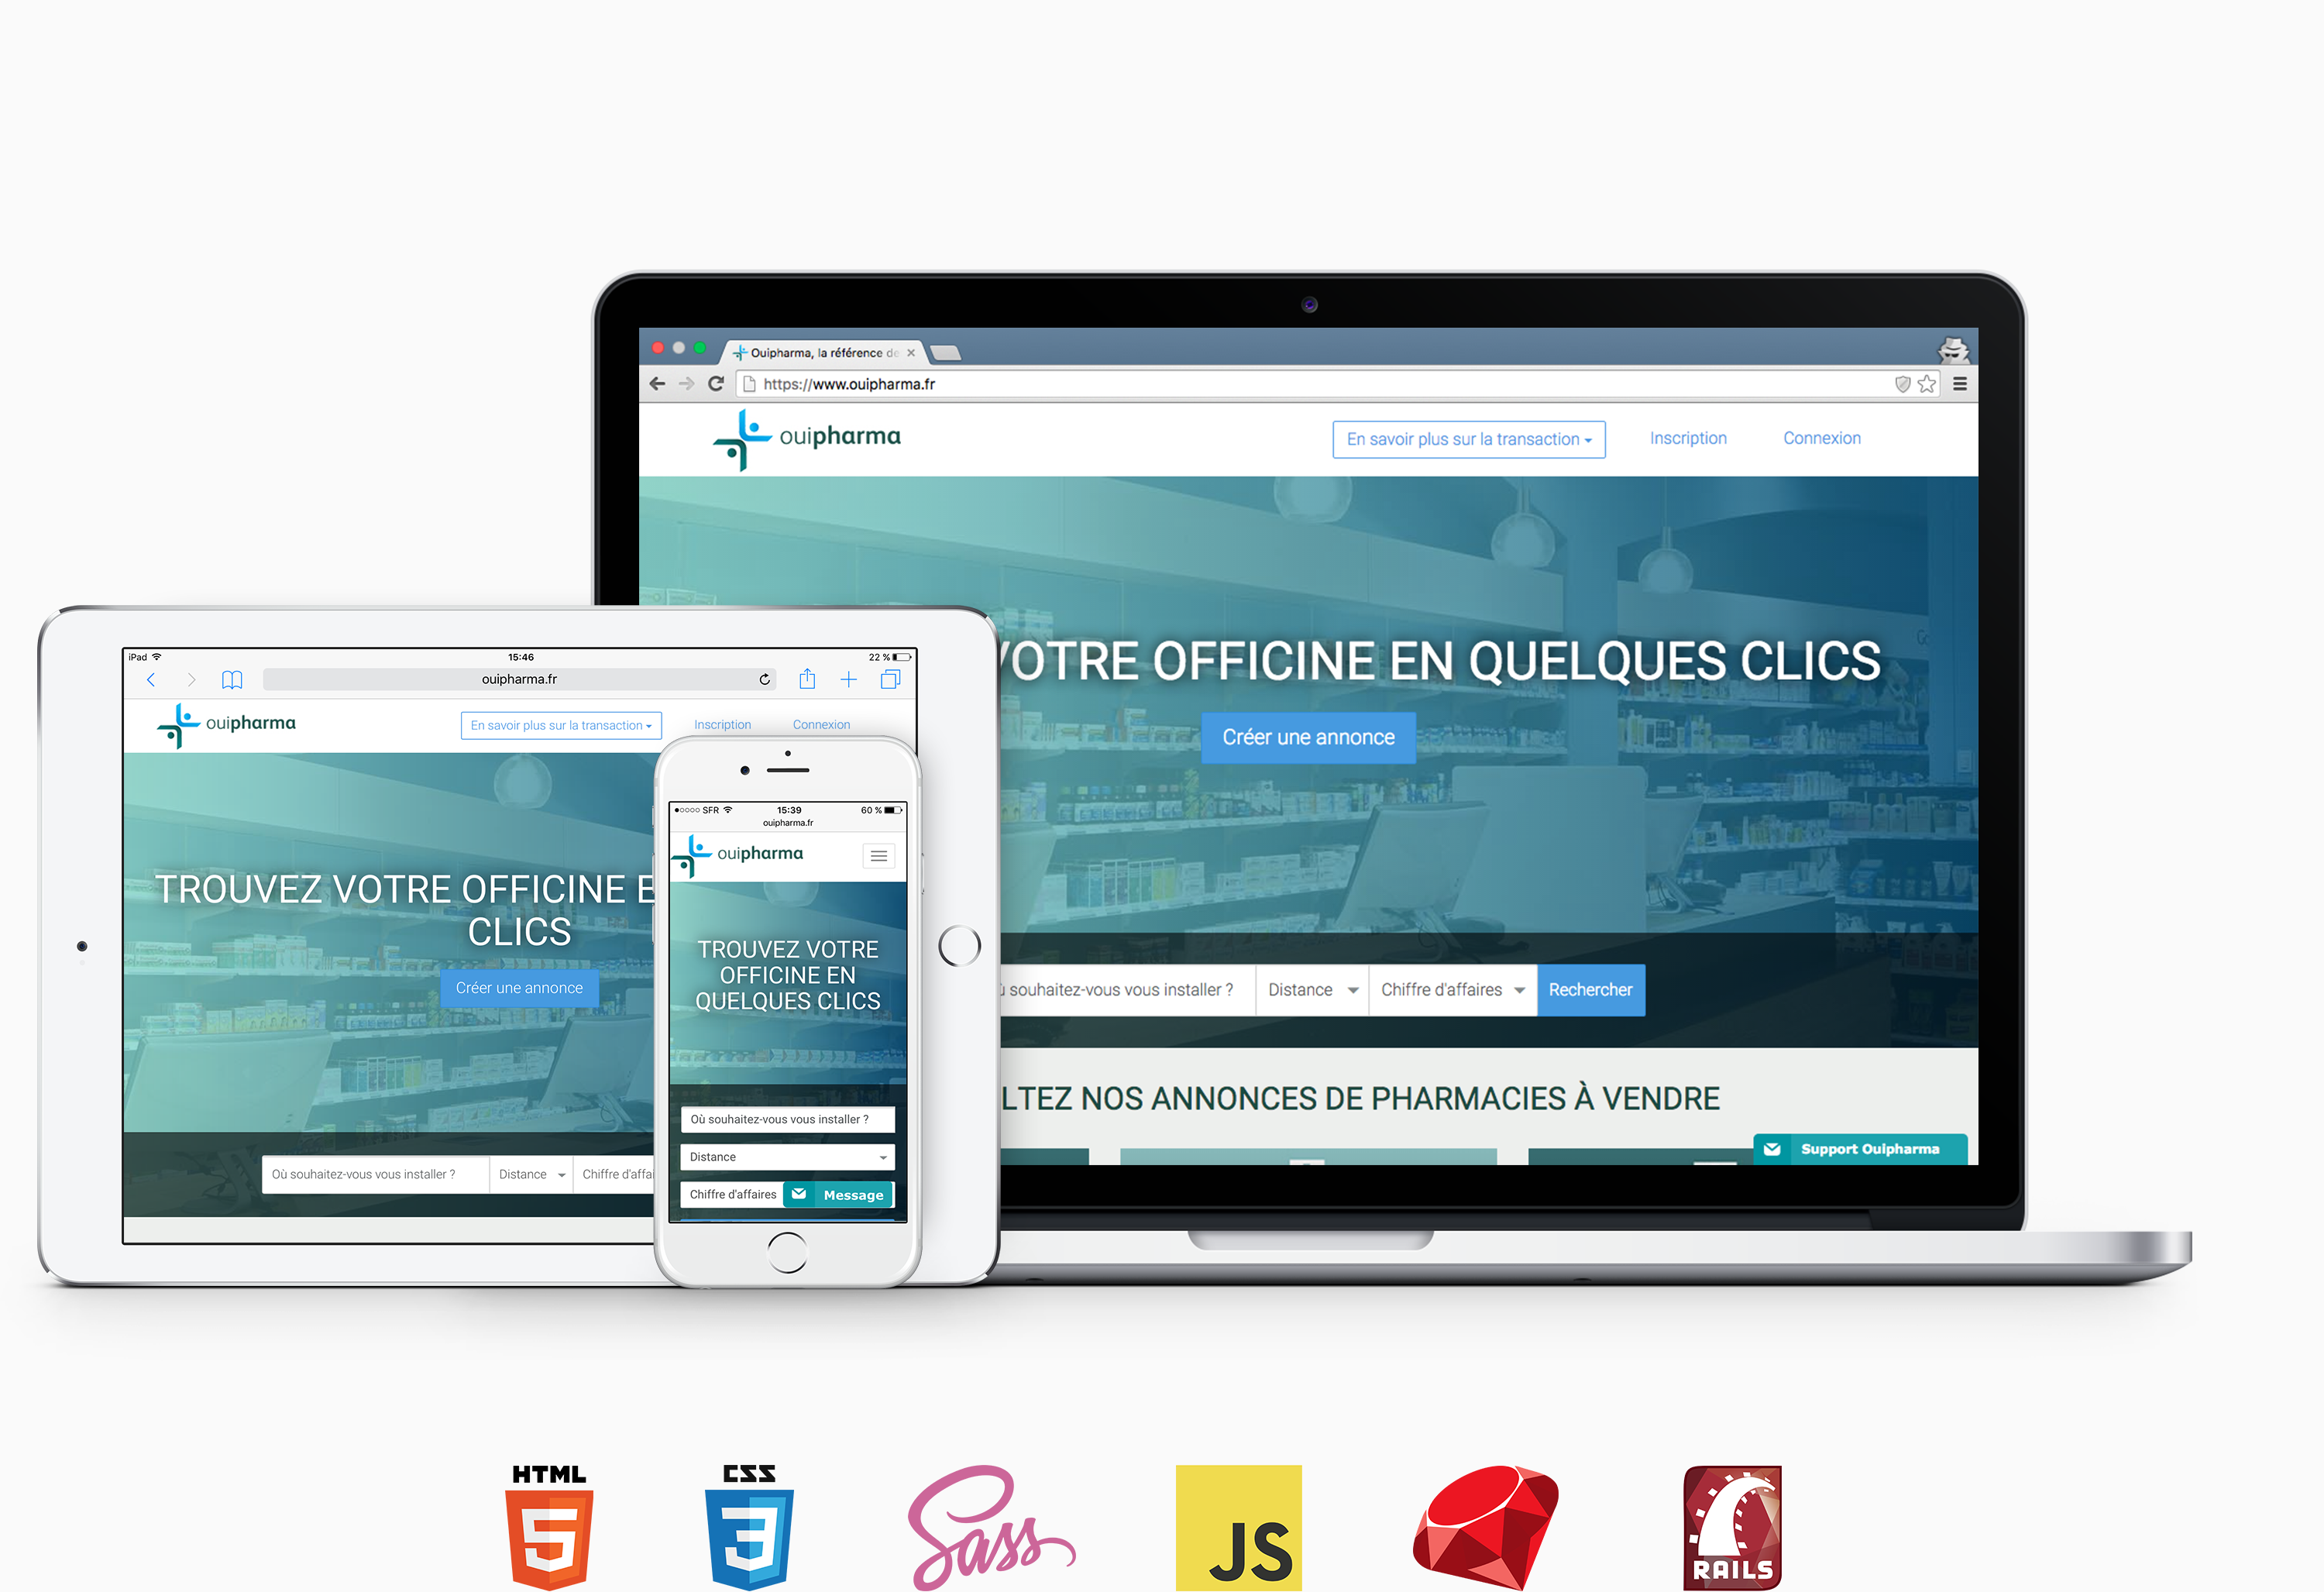 Ouipharma, la référence de
https://www.ouipharma.fr
ouipharma
En savoir plus sur la transaction
Inscription
Connexion
OTRE OFFICINE EN QUELQUES CLICS
Créer une annonce
souhaitez-vous vous installer ?
Distance
Chiffre d'affaires
Rechercher
LTEZ NOS ANNONCES DE PHARMACIES À VENDRE
Support Ouipharma
iPad
15:46
22 %
ouipharma.fr
ouipharma
En savoir plus sur la transaction
Inscription
Connexion
TROUVEZ VOTRE OFFICINE E
CLICS
Créer une annonce
Où souhaitez-vous vous installer ?
Distance
Chiffre d'affai
SFR
15:39
60 %
ouipharma.fr
ouipharma
TROUVEZ VOTRE
OFFICINE EN
QUELQUES CLICS
Où souhaitez-vous vous installer ?
Distance
Chiffre d'affaires
Message
HTML
5
CSS
3
Sass
JS
RAILS